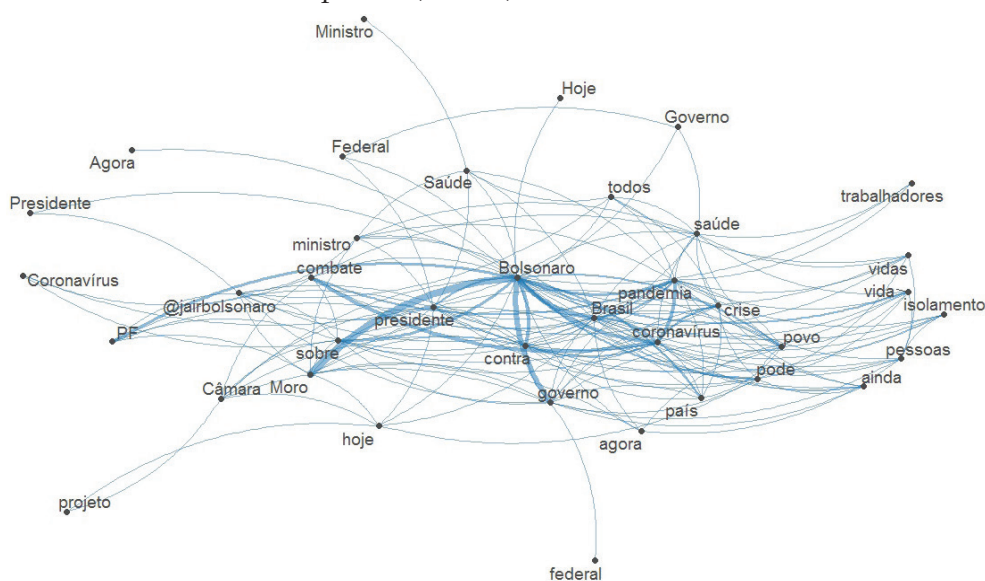 Ministro
Hoje
Governo
Federal
Agora
Saúde
todos
trabalhadores
Presidente
saúde
ministro
combate
Bolsonaro
vidas
Coronavírus
pandemia
vida
@jairbolsonaro
Brasil
crise
isolamento
presidente
PF
coronavírus
sobre
contra
povo
pessoas
pode
Câmara
Moro
governo
ainda
país
hoje
agora
projeto
federal